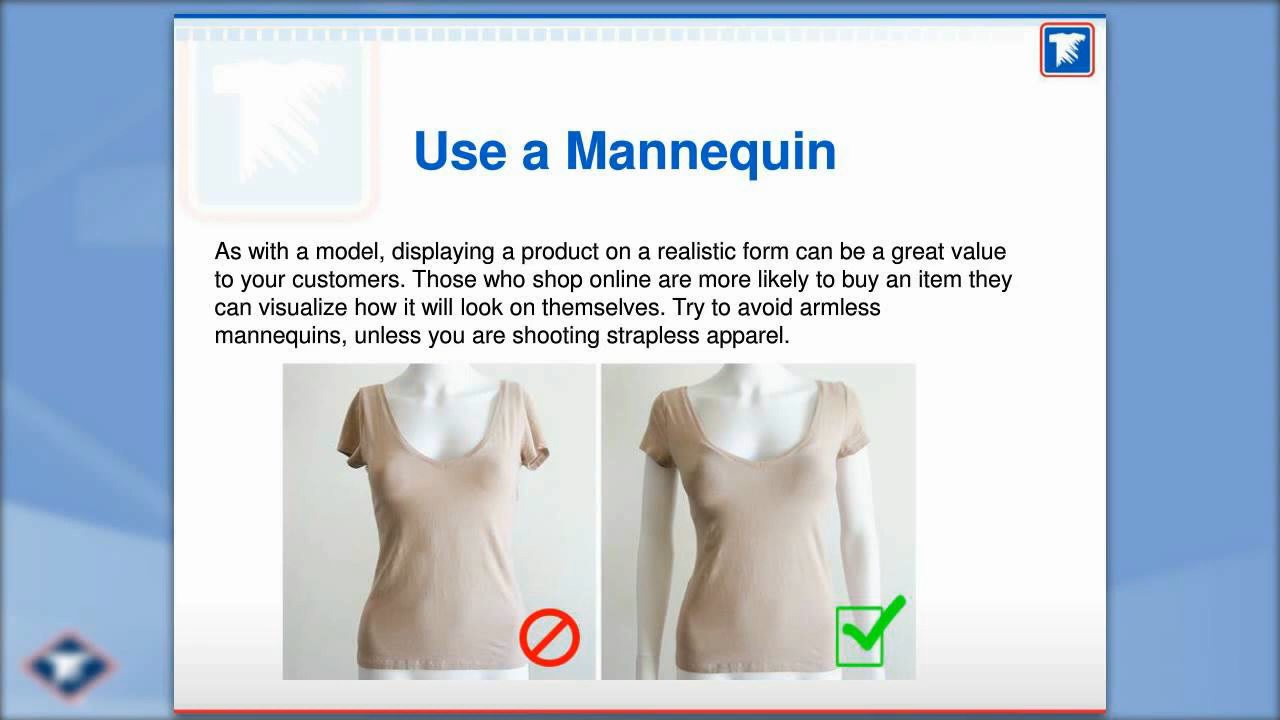 Use a Mannequin
As with a model, displaying a product on a realistic form can be a great value
to your customers. Those who shop online are more likely to buy an item they
can visualize how it will look on themselves. Try to avoid armless
mannequins, unless you are shooting strapless apparel.